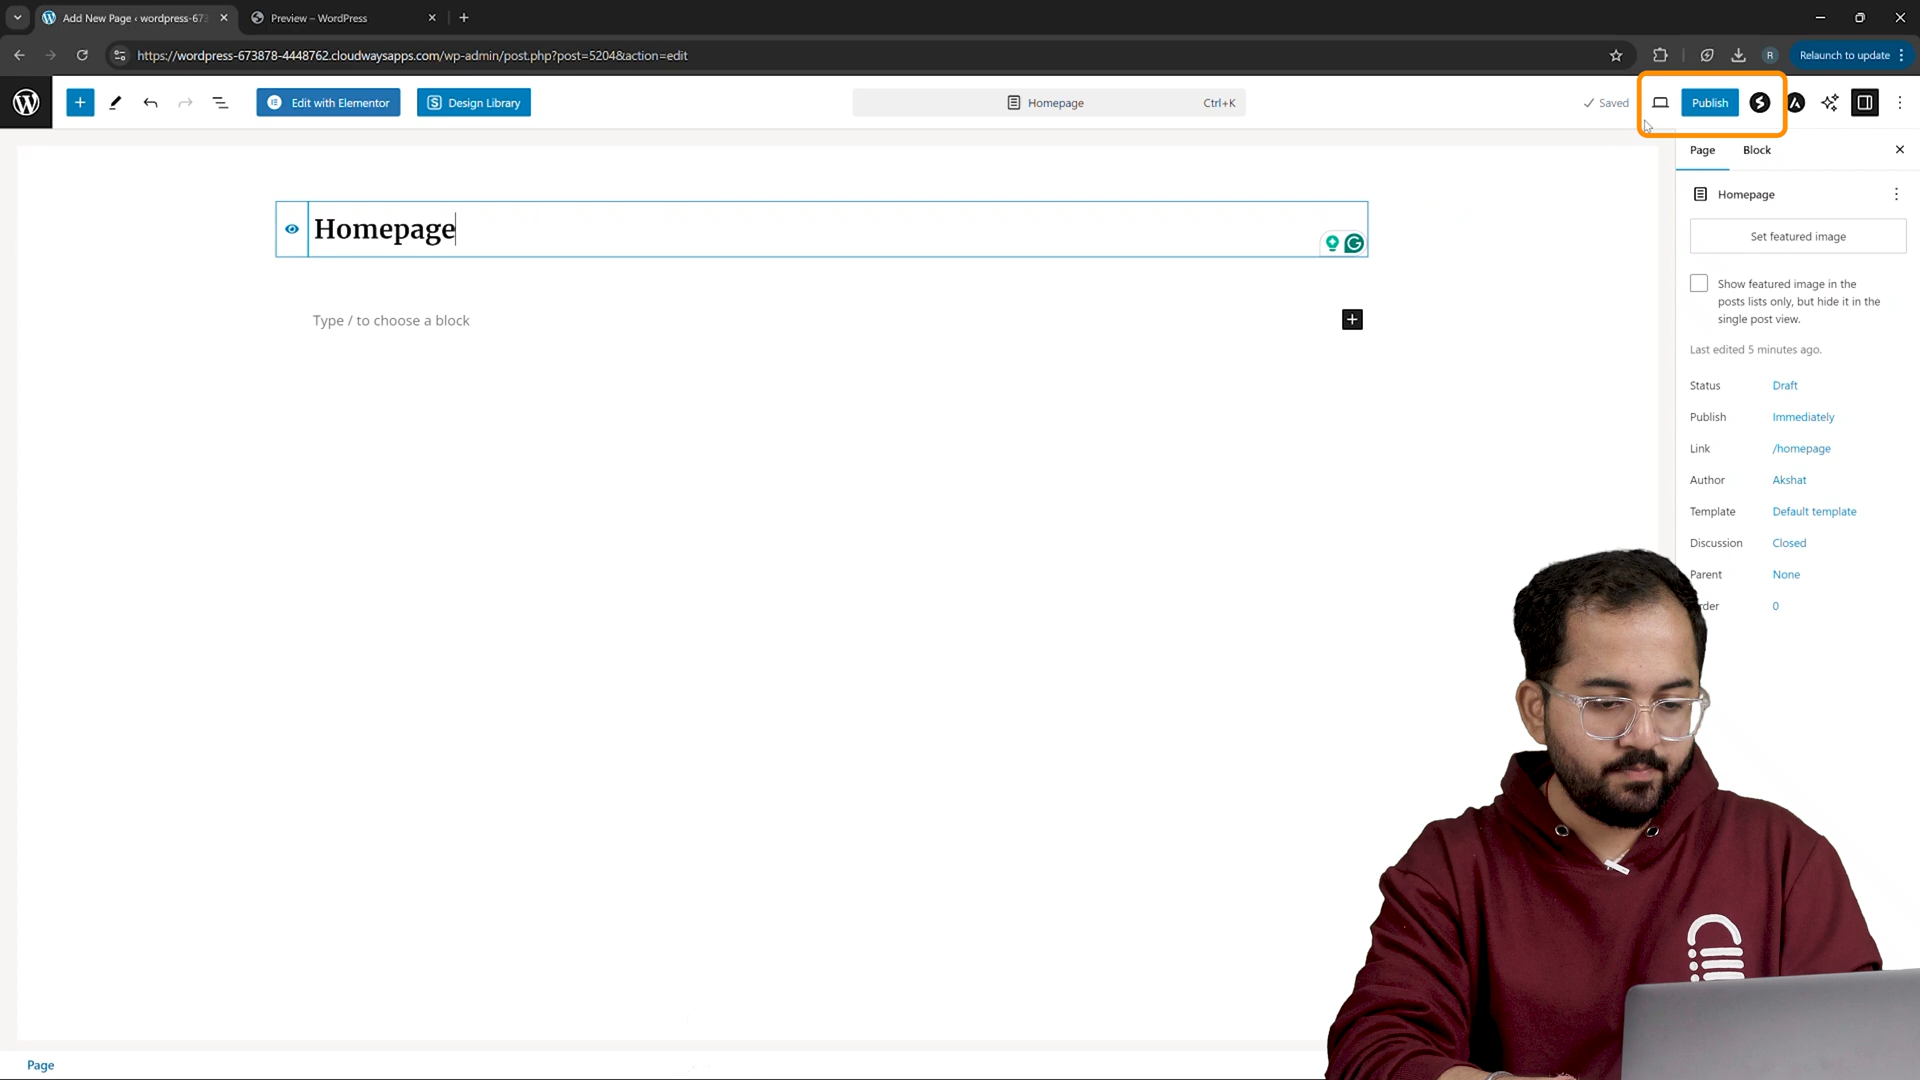 Add New Page ‹ wordpress-673
Preview – WordPress
https://wordpress-673878-4448762.cloudwaysapps.com/wp-admin/post.php?post=5204&action=edit
R
Relaunch to update
Edit with Elementor
Design Library
Homepage
Ctrl+K
Saved
Publish
Page
Block
Homepage
Homepage
Set featured image
Type / to choose a block
Show featured image in the
posts lists only, but hide it in the
single post view.
Last edited 5 minutes ago.
Status Draft
Publish Immediately
Link /homepage
Author Akshat
Template Default template
Discussion Closed
Parent None
0
Page